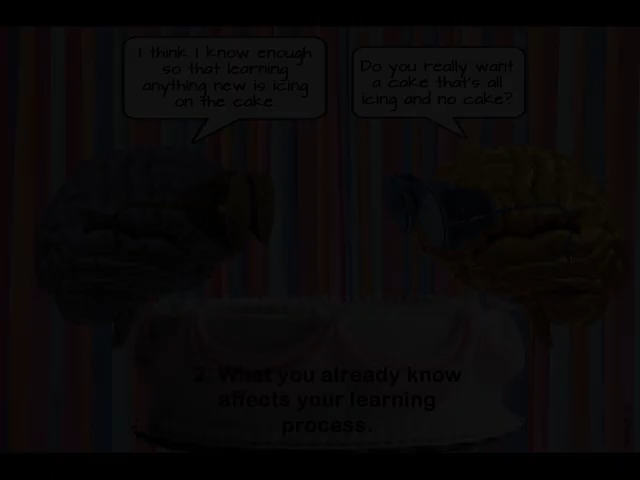 I think I know enough
so that learning
anything new is icing
on the cake
Do you really want
a cake that's all
icing and no cake?
2. What you already know
affects your learning
process.